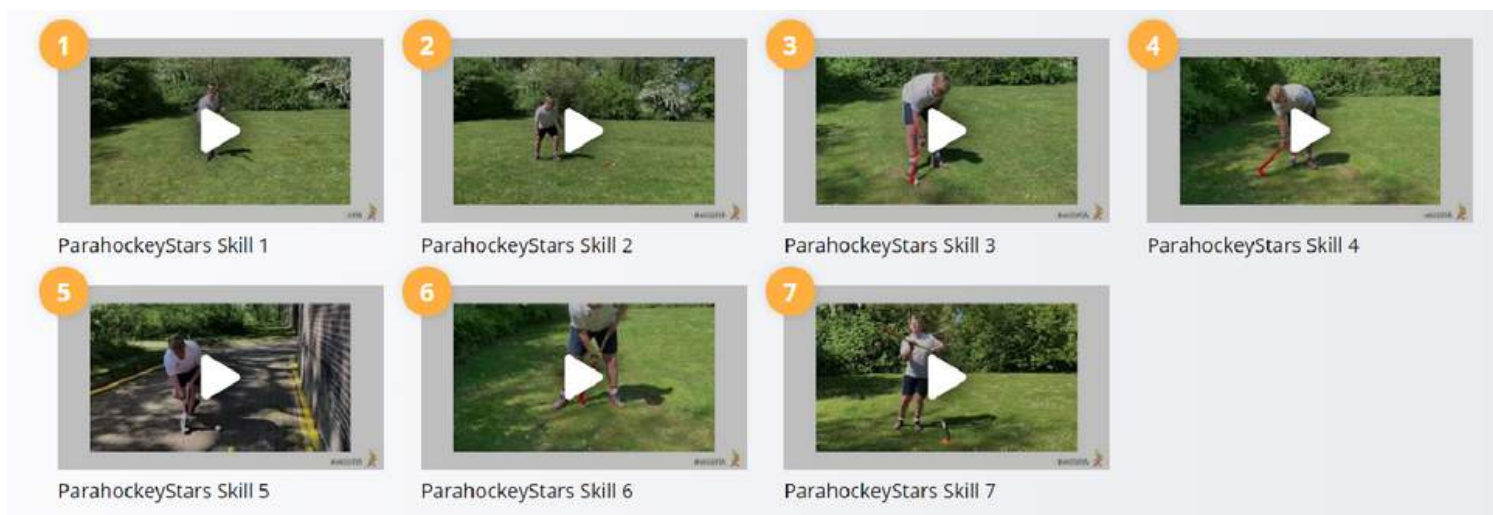 1
2
3
4
ParahockeyStars Skill 1
ParahockeyStars Skill 2
ParahockeyStars Skill 3
ParahockeyStars Skill 4
5
6
7
ParahockeyStars Skill 5
ParahockeyStars Skill 6
ParahockeyStars Skill 7